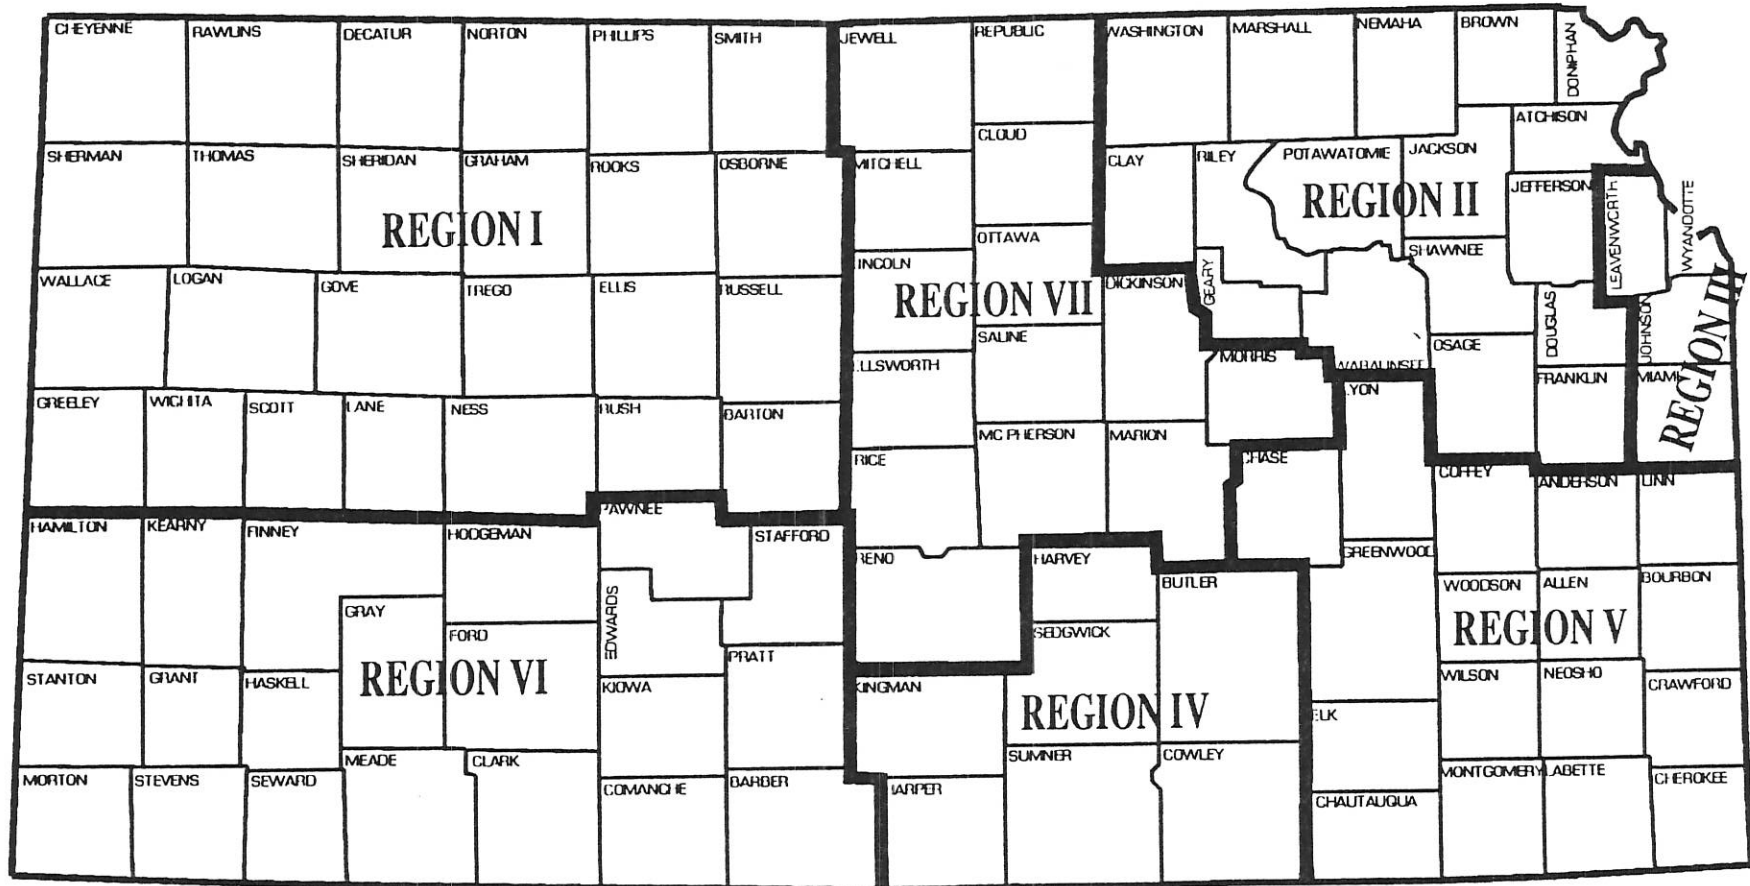 CHEYENNE
RAWLINS
DECATUR
NORTON
PHILLIPS
SMITH
JEWELL
REPUBLIC
WASHINGTON
MARSHALL
NEMAHA
BROWN
DONIPHAN
SHERMAN
THOMAS
SHERIDAN
GRAHAM
ROOKS
OSBORNE
MITCHELL
CLOUD
CLAY
RILEY
POTAWATOMIE
JACKSON
ATCHISON
JEFFERSON
LEAVENWORTH
WYANDOTTE
REGION I
REGION II
WALLACE
LOGAN
GOVE
TREGO
ELLIS
RUSSELL
INCOLN
OTTAWA
REGION VII
DICKINSON
GEARY
SHAWNEE
DOUGLAS
JOHNSON
REGION III
SALINE
LLSWORTH
MORRIS
WABAUNSEE
OSAGE
FRANKLIN
MIAMI
GREELEY
WICHITA
SCOTT
LANE
NESS
RUSH
BARTON
RICE
MC PHERSON
MARION
CHASE
LYON
COFFEY
ANDERSON
LINN
HAMILTON
KEARNY
FINNEY
HODGEMAN
PAWNEE
STAFFORD
RENO
HARVEY
BUTLER
GREENWOOD
WOODSON
ALLEN
BOURBON
GRAY
FORD
EDWARDS
PRATT
SEDGWICK
REGION V
STANTON
GRANT
HASKELL
REGION VI
KIOWA
KINGMAN
REGION IV
ELK
WILSON
NEOSHO
CRAWFORD
MORTON
STEVENS
SEWARD
MEADE
CLARK
COMANCHE
BARBER
HARPER
SUMNER
COWLEY
CHAUTAUQUA
MONTGOMERY
LABETTE
CHEROKEE